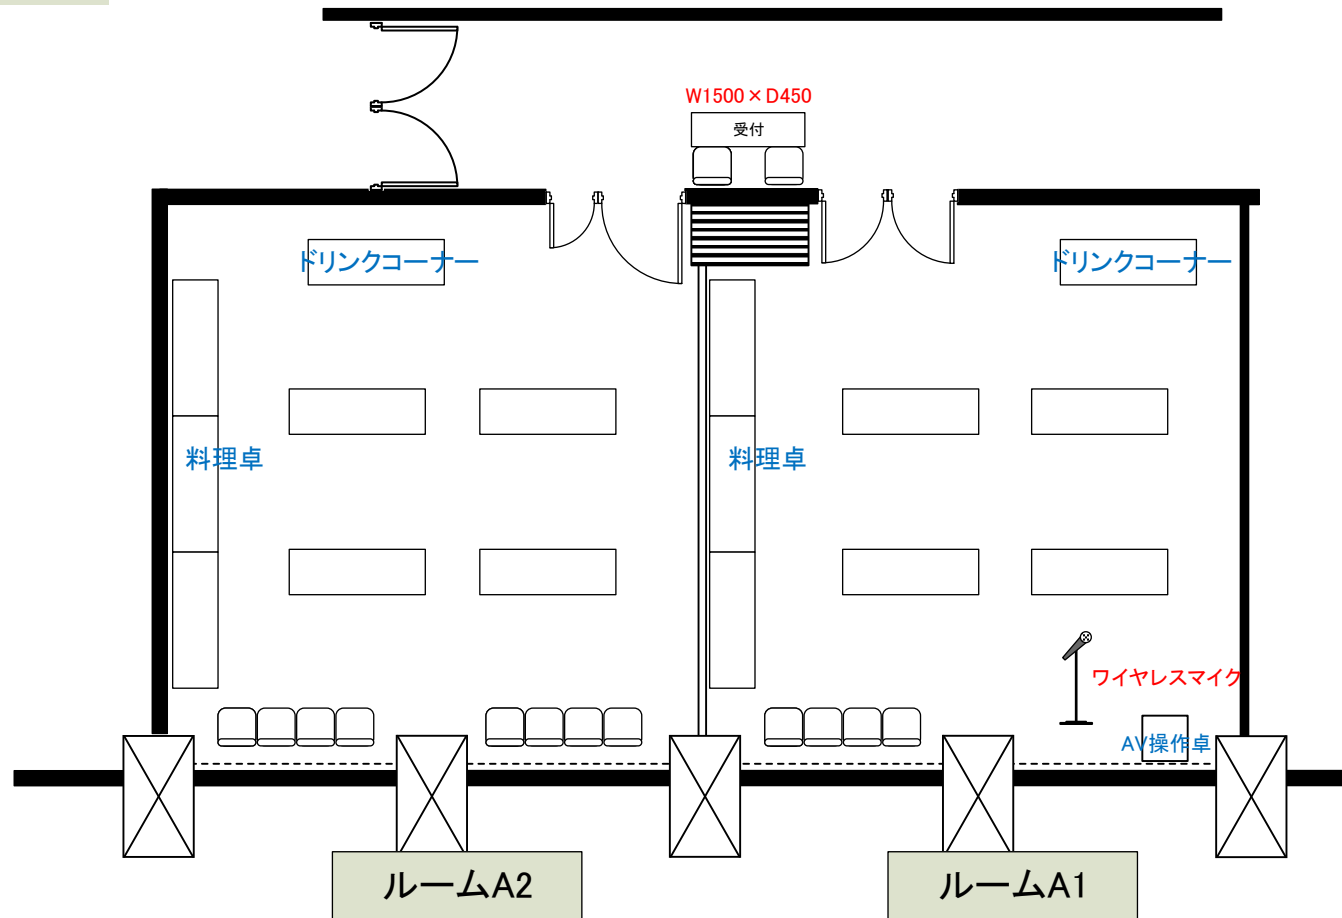 W1500×D450
受付
ドリンクコーナー
ドリンクコーナー
料理卓
料理卓
ワイヤレスマイク
AV操作卓
ルームA2
ルームA1